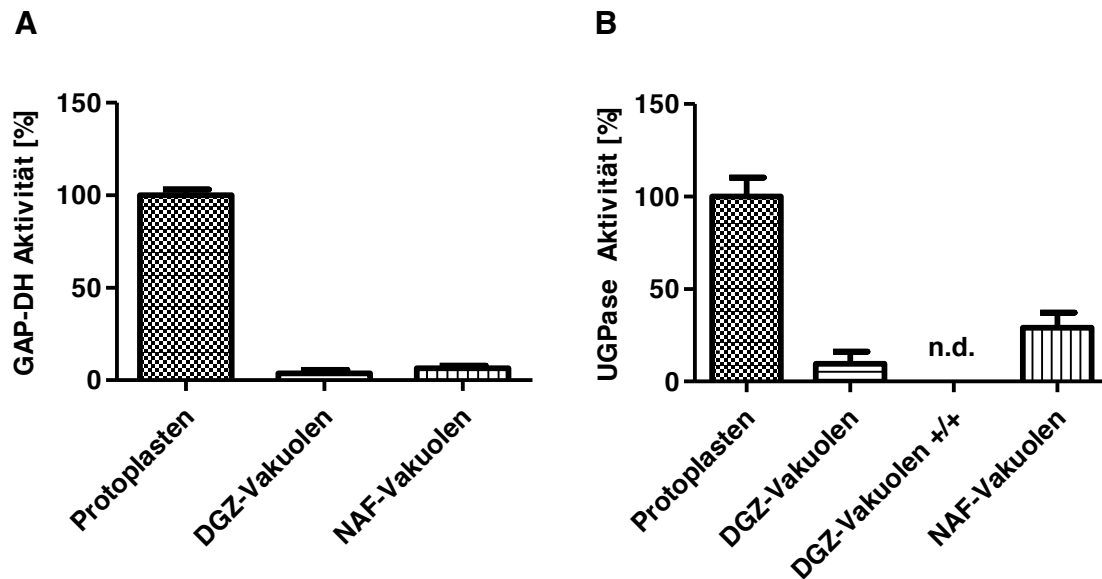 A
GAP-DH Aktivität [%]
150
100
50
0
Protoplasten
DGZ-Vakuolen
NAF-Vakuolen
B
UGPase Aktivität [%]
150
100
50
0
n.d.
Protoplasten
DGZ-Vakuolen
DGZ-Vakuolen +/+
NAF-Vakuolen